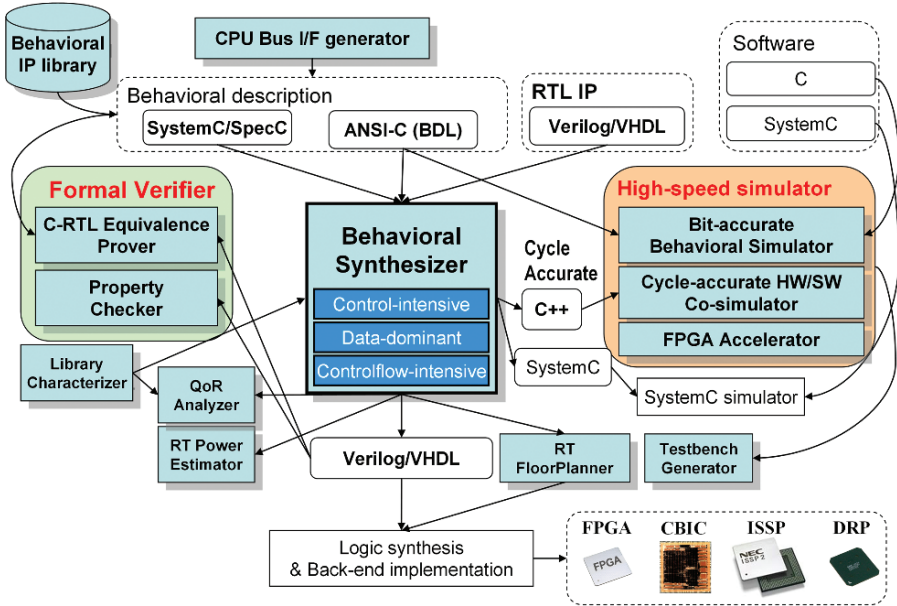 Behavioral
IP library
CPU Bus I/F generator
Software
C
SystemC
Behavioral description
SystemC/SpecC
ANSI-C (BDL)
RTL IP
Verilog/VHDL
Formal Verifier
C-RTL Equivalence
Prover
Property
Checker
Behavioral
Synthesizer
Control-intensive
Data-dominant
Controlflow-intensive
Cycle
Accurate
C++
SystemC
High-speed simulator
Bit-accurate
Behavioral Simulator
Cycle-accurate HW/SW
Co-simulator
FPGA Accelerator
SystemC simulator
Library
Characterizer
QoR
Analyzer
RT Power
Estimator
Verilog/VHDL
RT
FloorPlanner
Testbench
Generator
Logic synthesis
& Back-end implementation
FPGA
CBIC
ISSP
DRP
FPGA
NEC
ISSP2